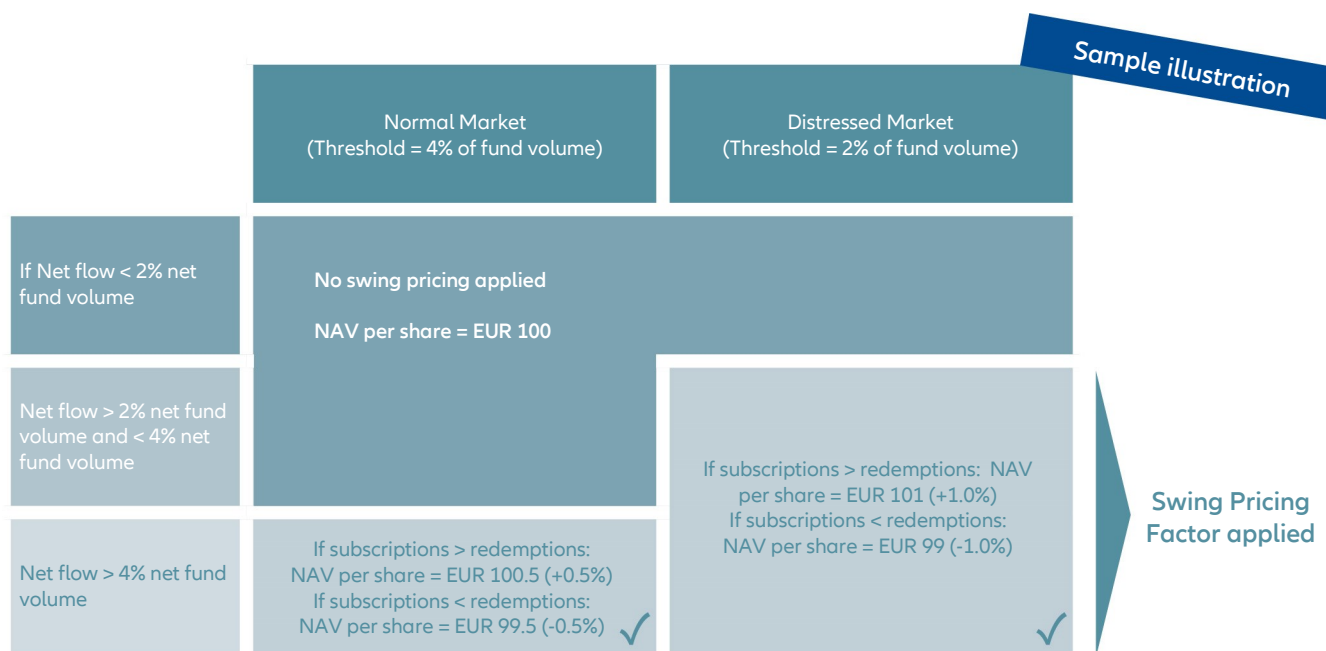 Sample illustration
Normal Market
(Threshold = 4% of fund volume)
Distressed Market
(Threshold = 2% of fund volume)
If Net flow < 2% net
fund volume
No swing pricing applied
NAV per share = EUR 100
Net flow > 2% net fund
volume and < 4% net
fund volume
If subscriptions > redemptions: NAV
per share = EUR 101 (+1.0%)
If subscriptions < redemptions:
NAV per share = EUR 99 (-1.0%)
Swing Pricing
Factor applied
Net flow > 4% net fund
volume
If subscriptions > redemptions:
NAV per share = EUR 100.5 (+0.5%)
If subscriptions < redemptions:
NAV per share = EUR 99.5 (-0.5%)